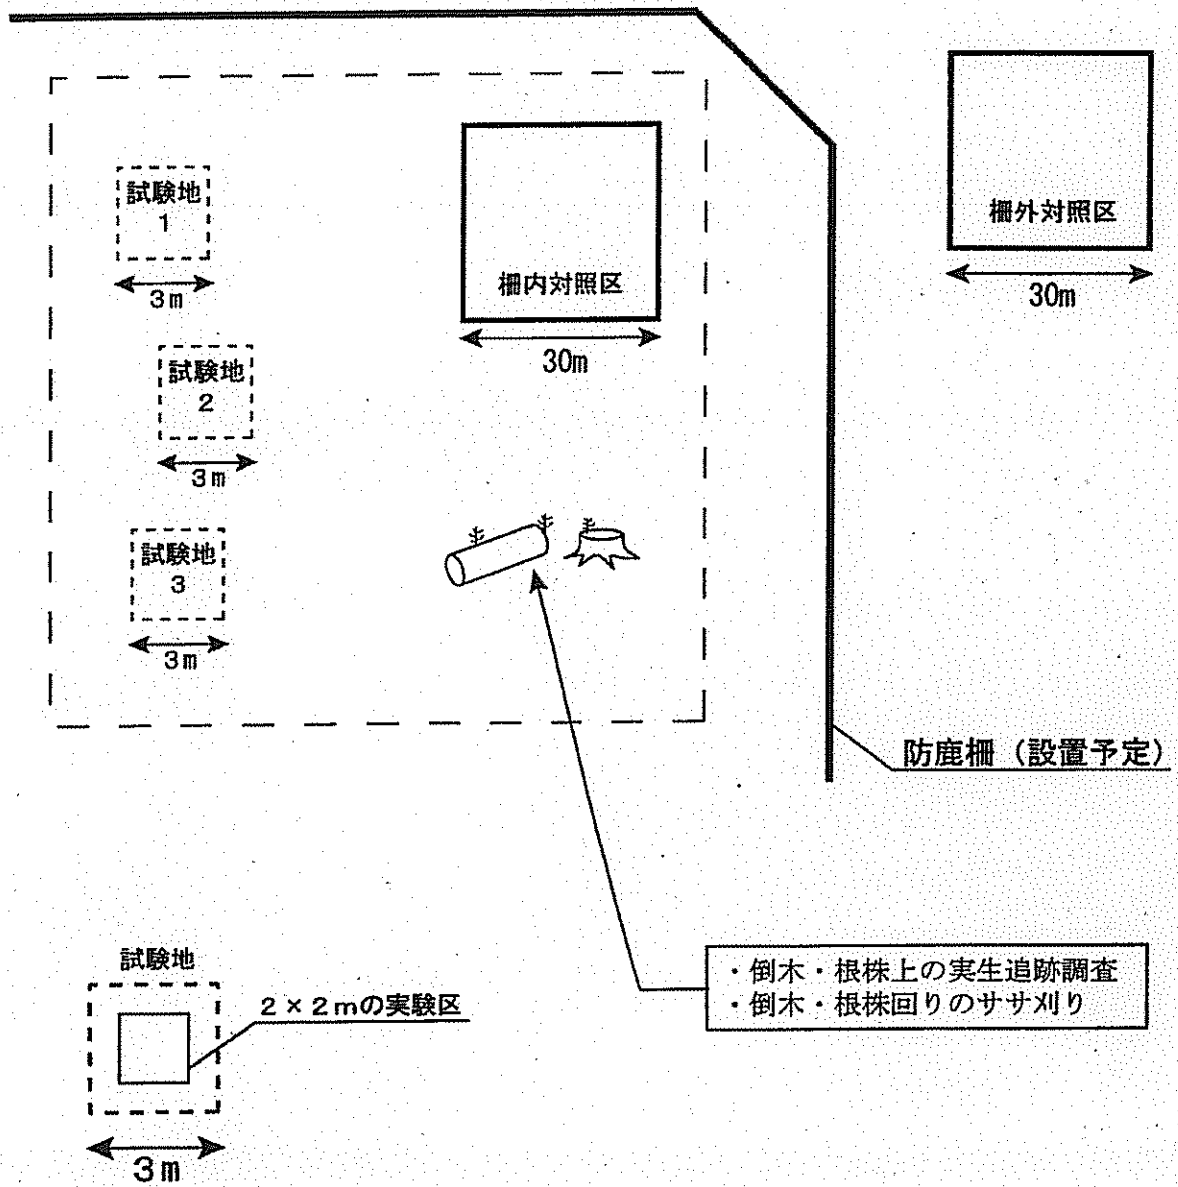 試験地
1
3m
試験地
2
3m
試験地
3
3m
柵内対照区
30m
柵外対照区
30m
防鹿柵（設置予定）
・倒木・根株上の実生追跡調査
・倒木・根株回りのササ刈り
試験地
2×2mの実験区
3m